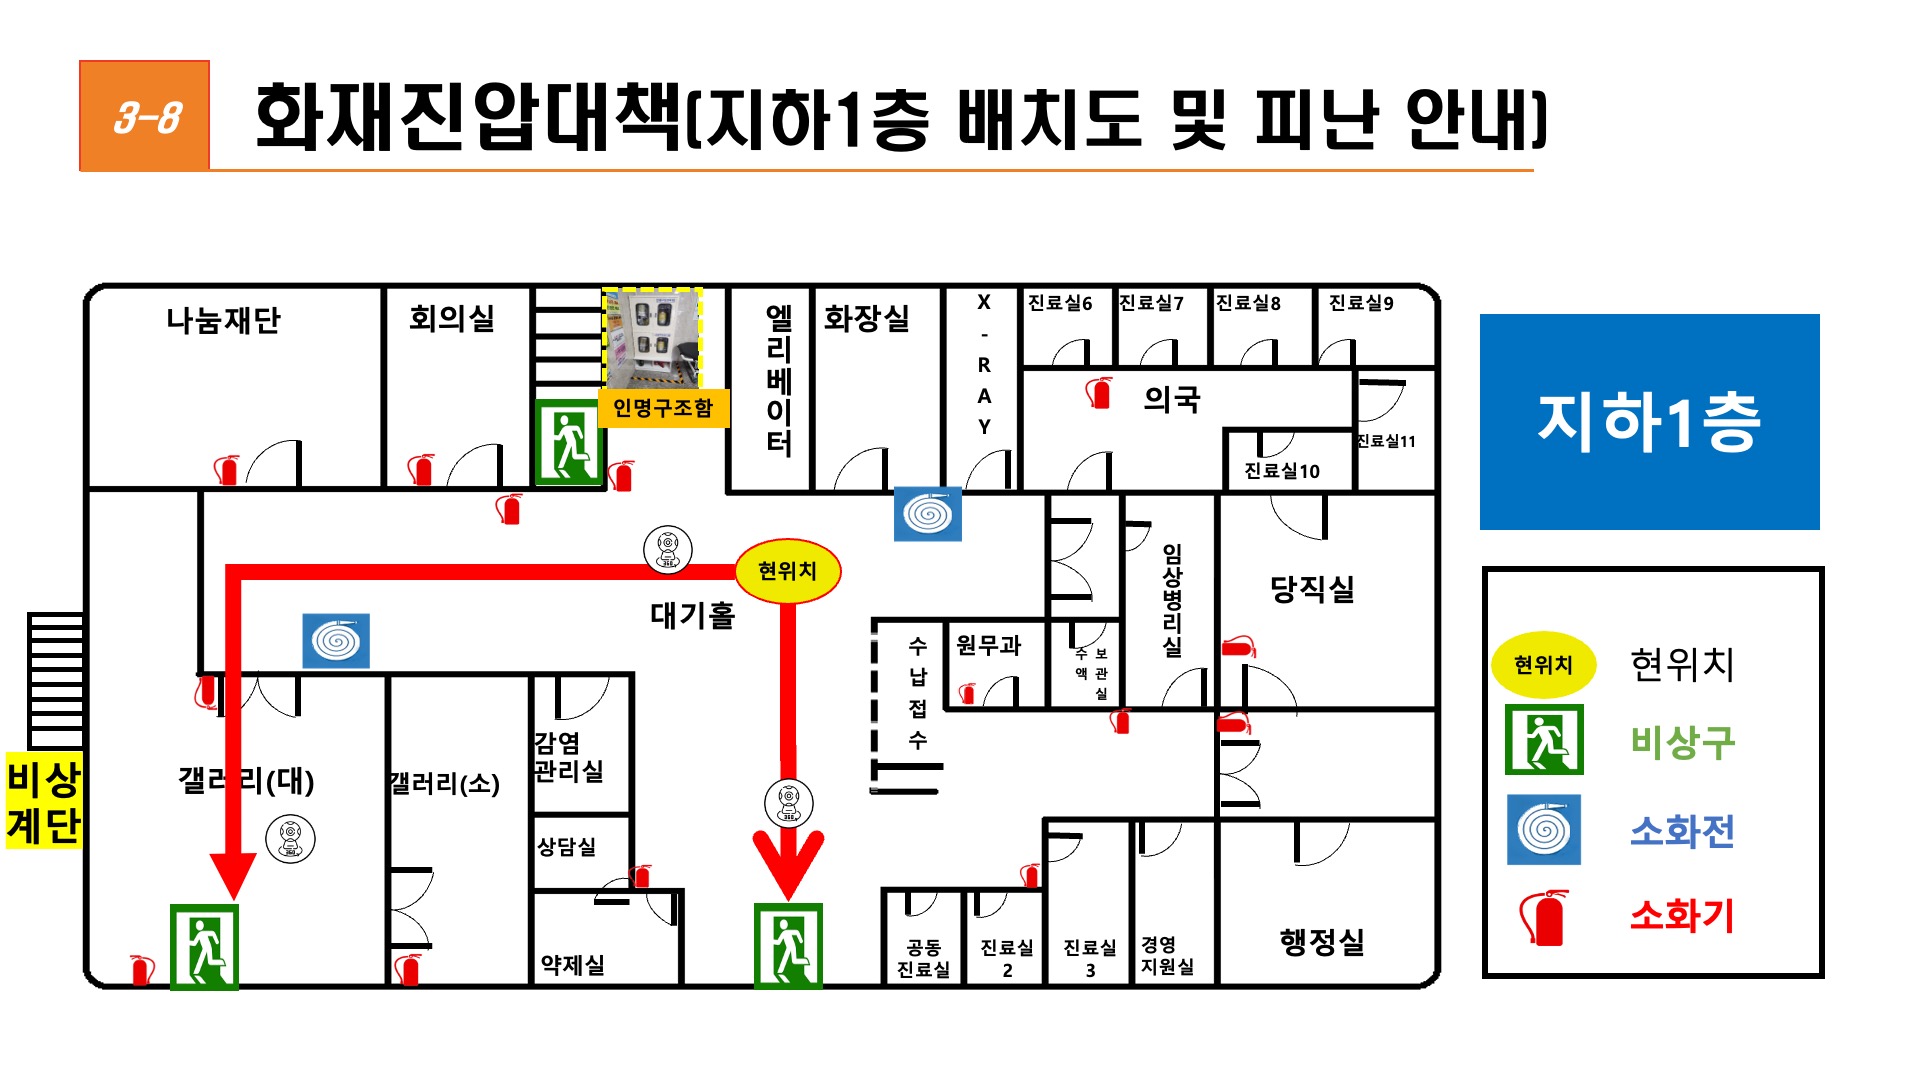 3-8
화재진압대책(지하1층 배치도 및 피난 안내)
나눔재단
회의실
인명구조함
엘리베이터
화장실
X-RAY
진료실6
진료실7
진료실8
진료실9
의국
진료실10
진료실11
지하1층
현위치
대기홀
임상병리실
당직실
수납접수
원무과
수액
보관실
비상
계단
갤러리(대)
갤러리(소)
감염
관리실
상담실
약제실
공동
진료실
진료실
2
진료실
3
경영
지원실
행정실
현위치
현위치
비상구
소화전
소화기